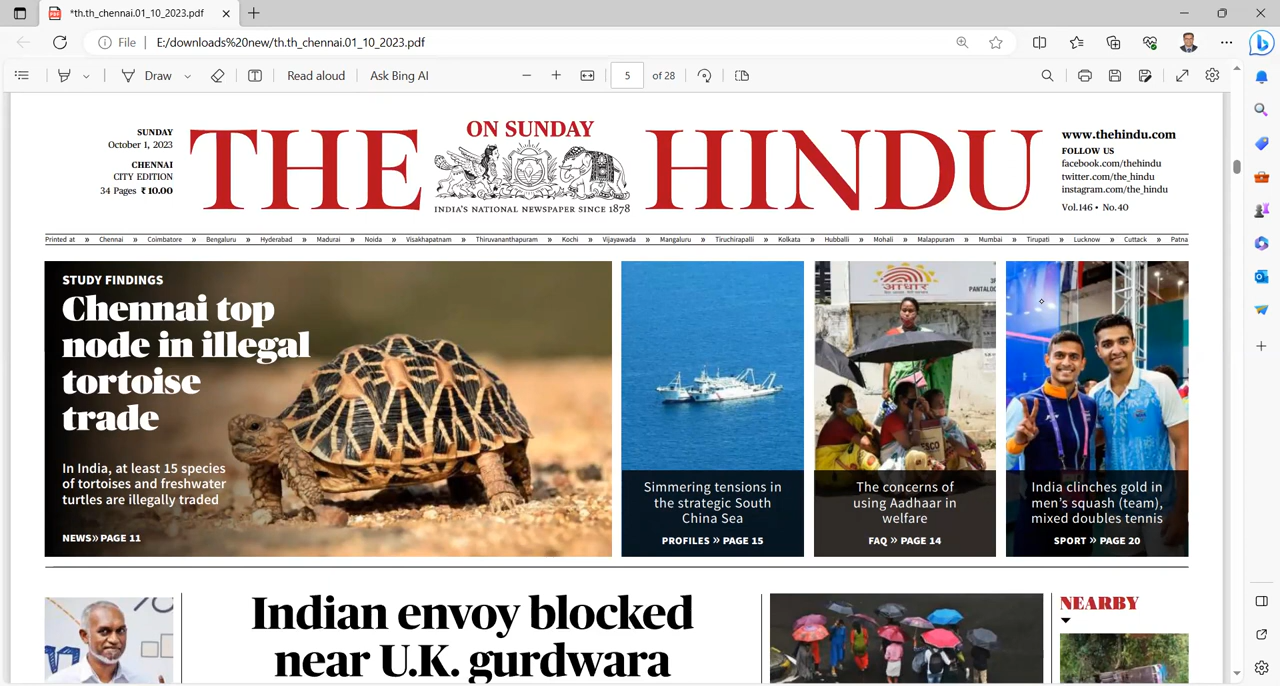 *th.th_chennai.01_10_2023.pdf
File E:/downloads%20new/th.th_chennai.01_10_2023.pdf
Draw Read aloud Ask Bing AI 5 of 28
SUNDAY
October 1, 2023
CHENNAI
CITY EDITION
34 Pages ₹ 10.00
THE HINDU
ON SUNDAY
INDIA'S NATIONAL NEWSPAPER SINCE 1878
www.thehindu.com
FOLLOW US
facebook.com/thehindu
twitter.com/the_hindu
instagram.com/the_hindu
Vol.146 • No.40
Printed at » Chennai » Coimbatore » Bengaluru » Hyderabad » Madurai » Noida » Visakhapatnam » Thiruvananthapuram » Kochi » Vijayawada » Mangaluru » Tiruchirapalli » Kolkata » Hubballi » Mohali » Malappuram » Mumbai » Tirupati » Lucknow » Cuttack » Patna
STUDY FINDINGS
Chennai top
node in illegal
tortoise
trade
In India, at least 15 species
of tortoises and freshwater
turtles are illegally traded
NEWS » PAGE 11
Simmering tensions in
the strategic South
China Sea
PROFILES » PAGE 15
आधार
PANTALOO
ESCO
The concerns of
using Aadhaar in
welfare
FAQ » PAGE 14
India clinches gold in
men's squash (team),
mixed doubles tennis
SPORT » PAGE 20
Indian envoy blocked
near U.K. gurdwara
NEARBY